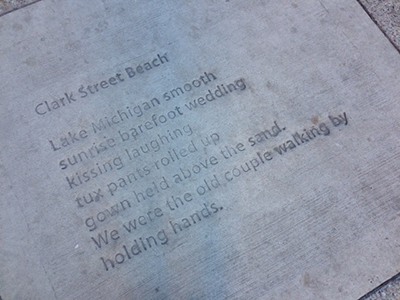 Clark Street Beach
Lake Michigan smooth
sunrise barefoot wedding
kissing laughing
tux pants rolled up
gown held above the sand.
We were the old couple walking by
holding hands.